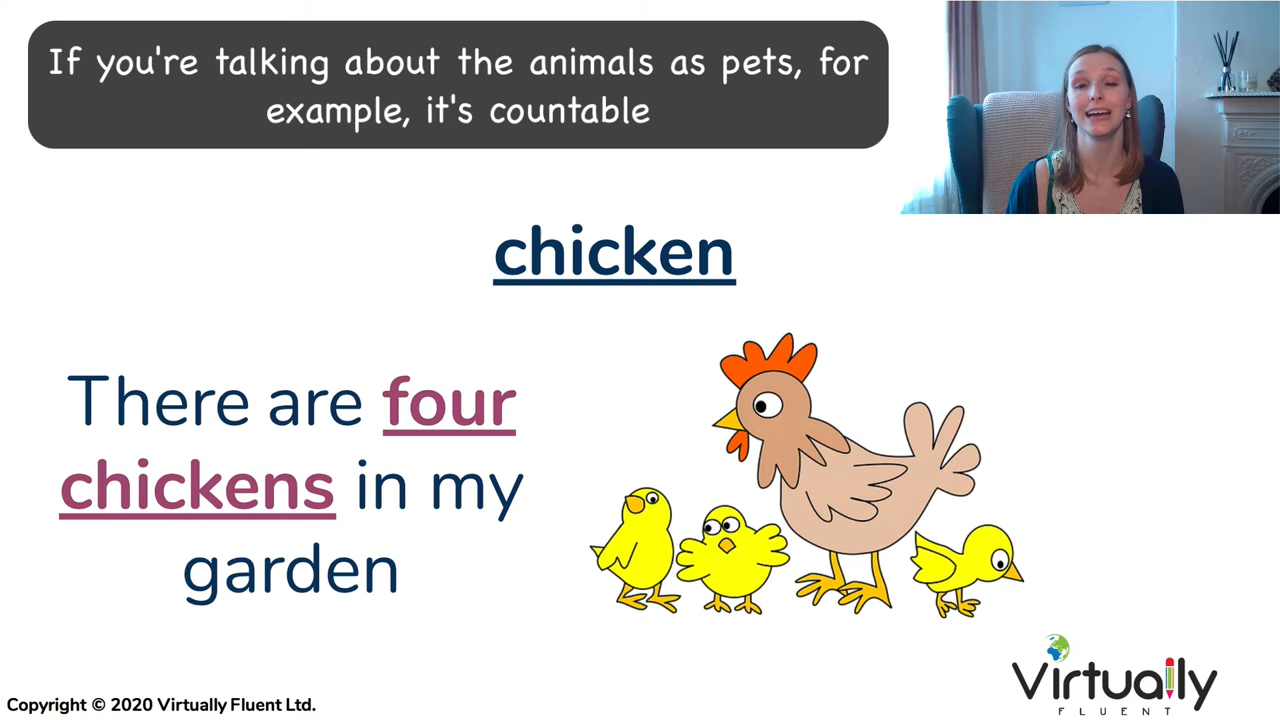 If you're talking about the animals as pets, for
example, it's countable
chicken
There are four
chickens in my
garden
Virtually
FLUENT
Copyright © 2020 Virtually Fluent Ltd.